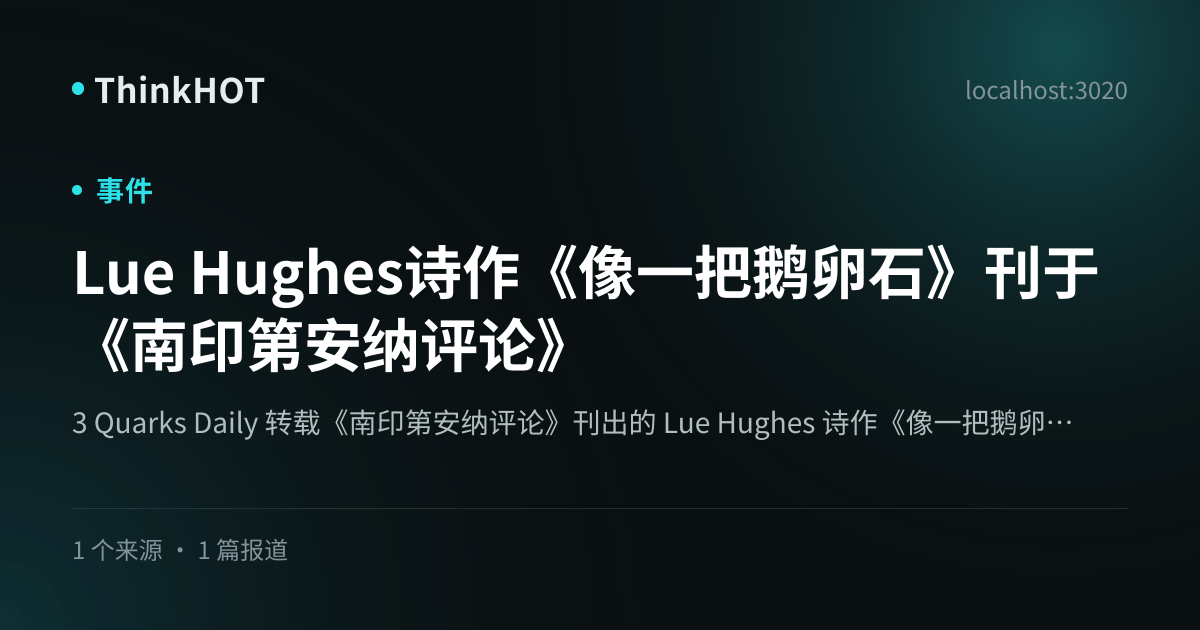 ThinkHOT
localhost:3020
事件
Lue Hughes诗作《像一把鹅卵石》刊于
《南印第安纳评论》
3 Quarks Daily 转载《南印第安纳评论》刊出的 Lue Hughes 诗作《像一把鹅卵…
1 个来源 • 1 篇报道